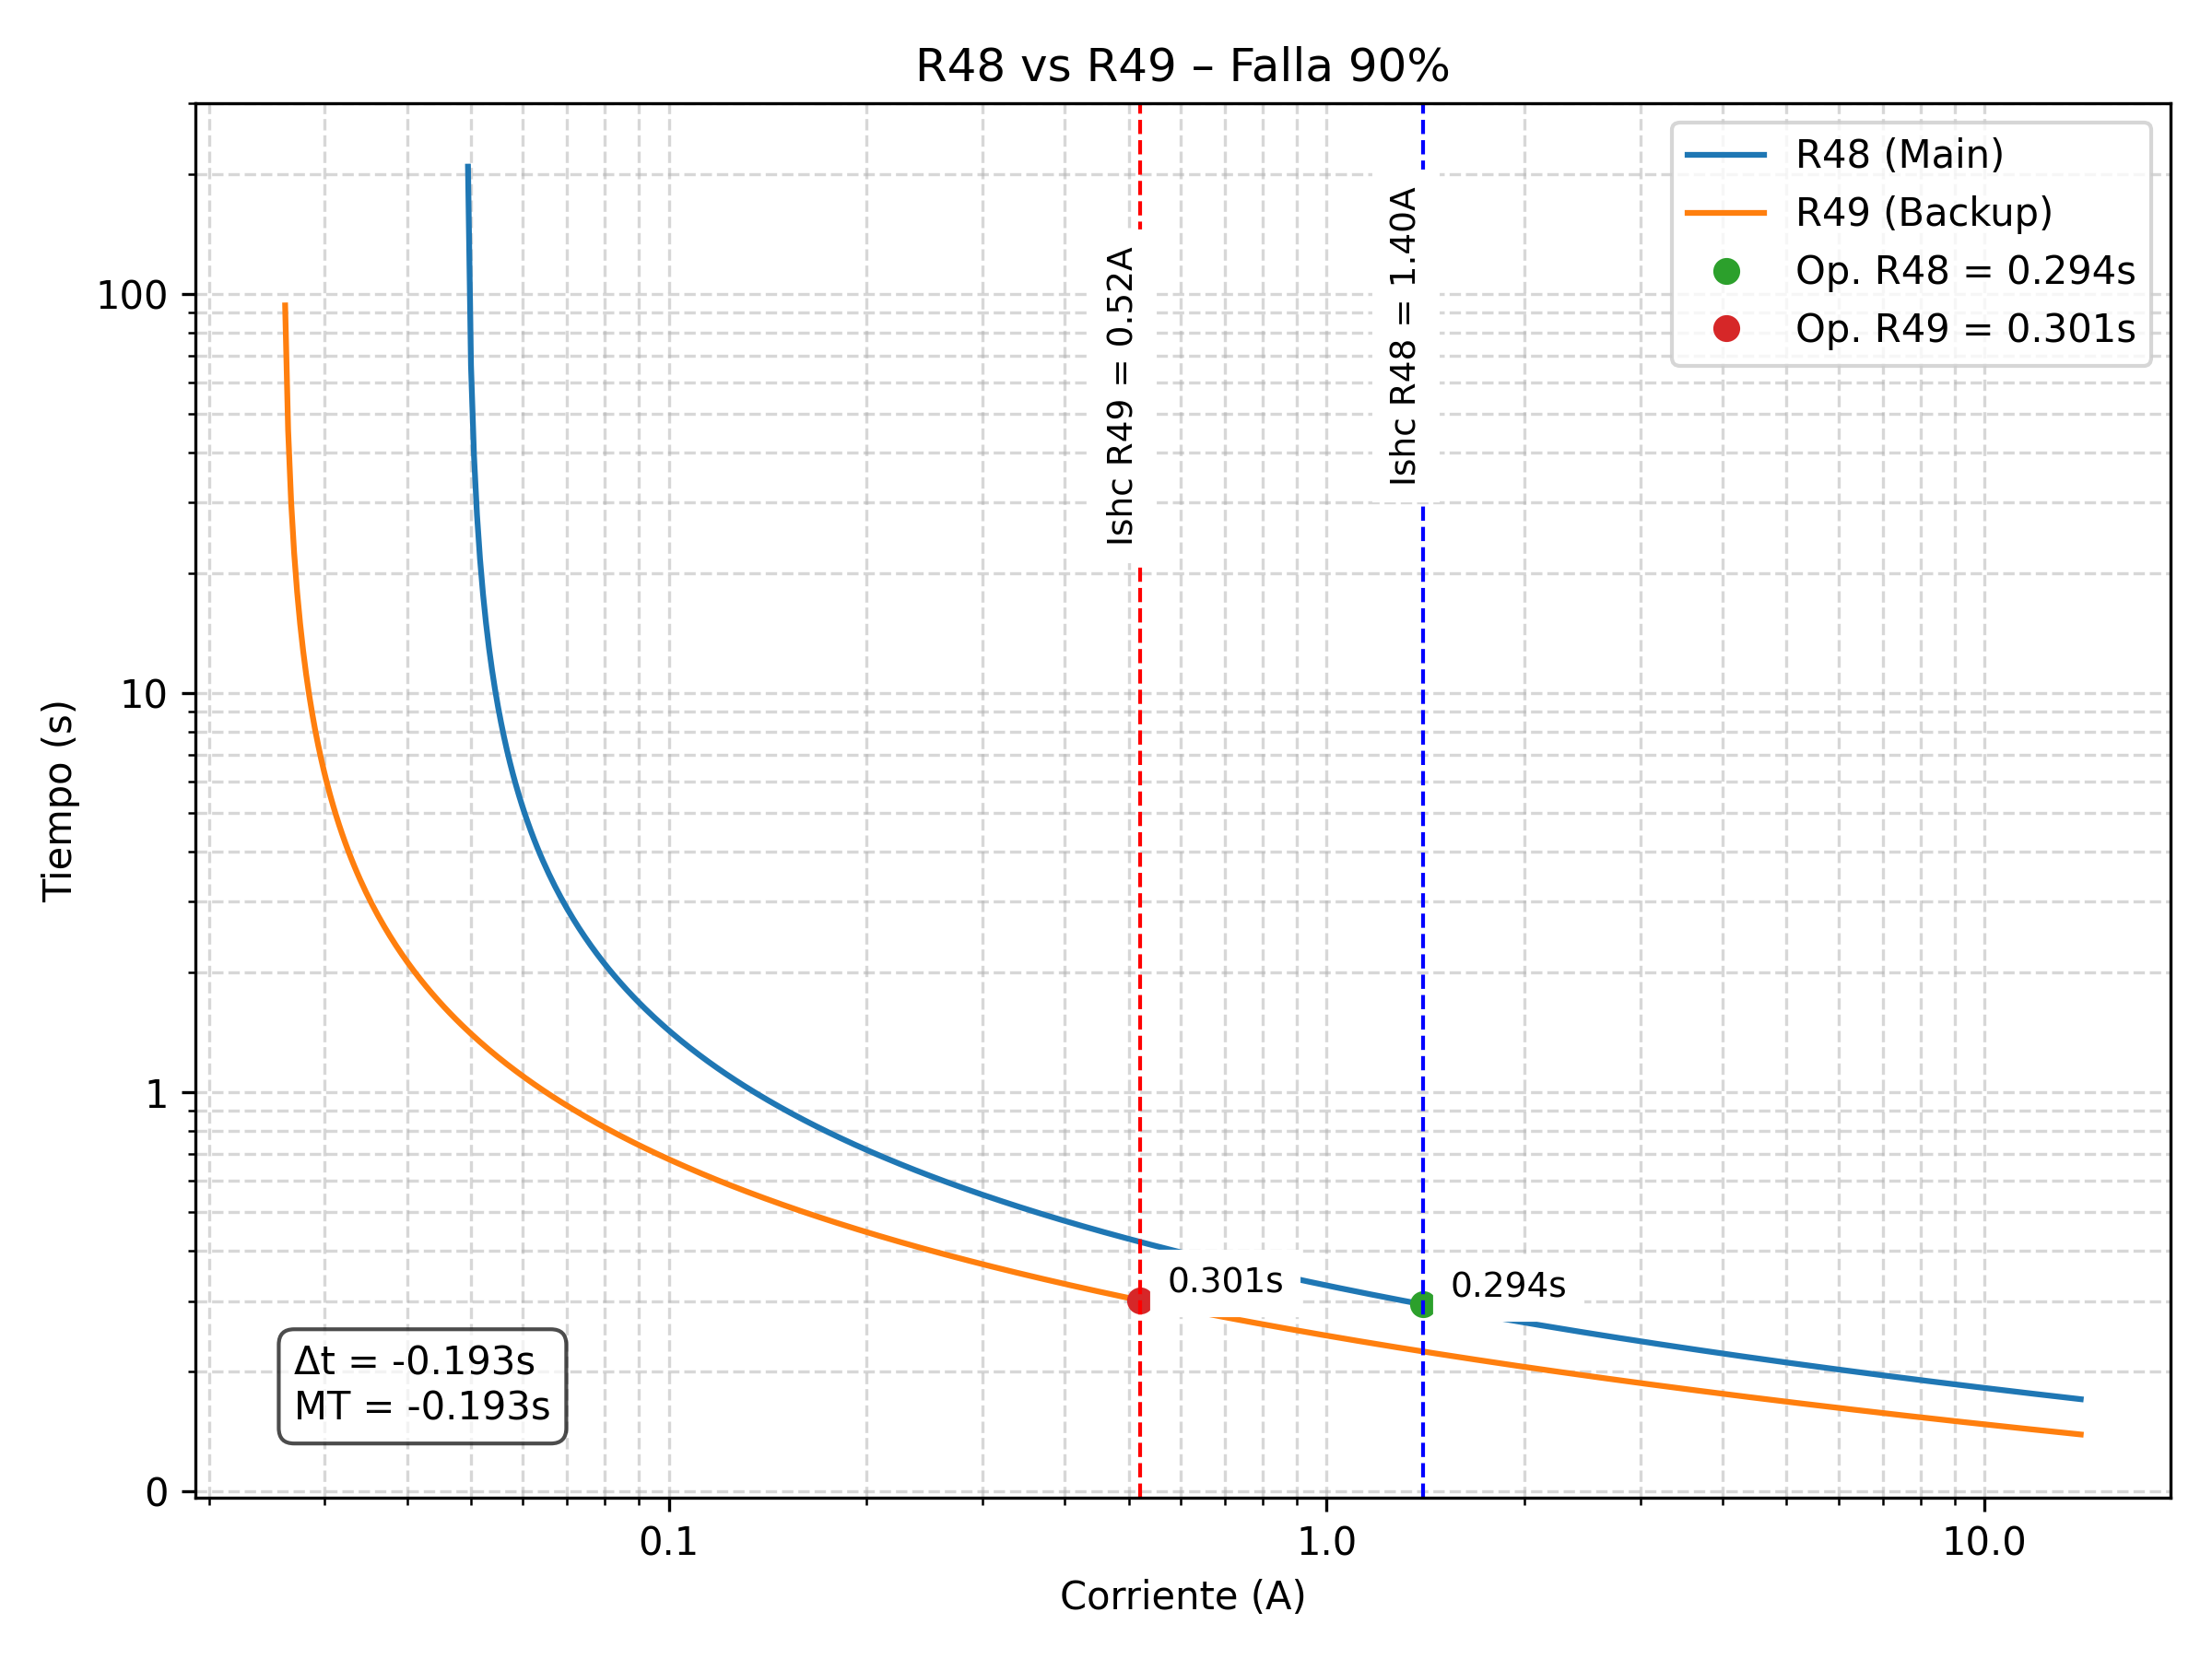 R48 vs R49 – Falla 90%
R48 (Main)
R49 (Backup)
Op. R48 = 0.294s
Op. R49 = 0.301s
Ishc R49 = 0.52A
Ishc R48 = 1.40A
Tiempo (s)
100
10
1
0
0.301s
0.294s
Δt = -0.193s
MT = -0.193s
0.1
1.0
10.0
Corriente (A)